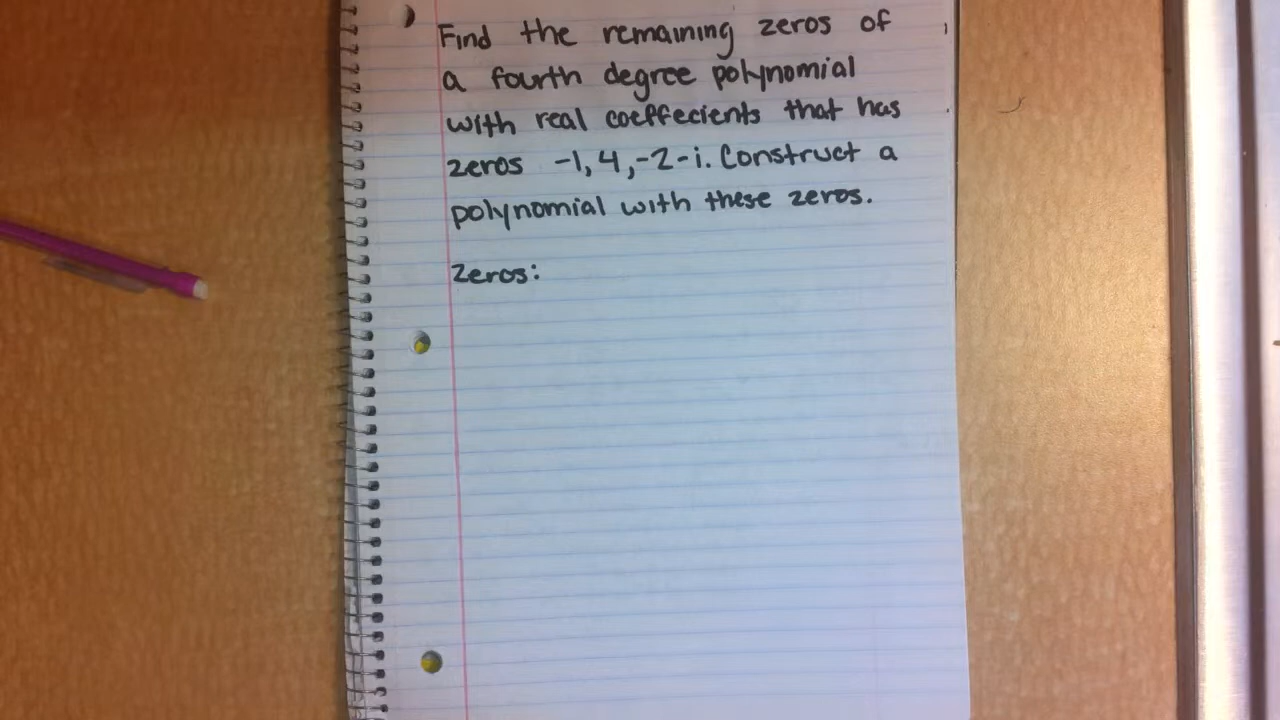 Find the remaining zeros of
a fourth degree polynomial
with real coeffecients that has
zeros -1, 4, -2-i. Construct a
polynomial with these zeros.
Zeros: